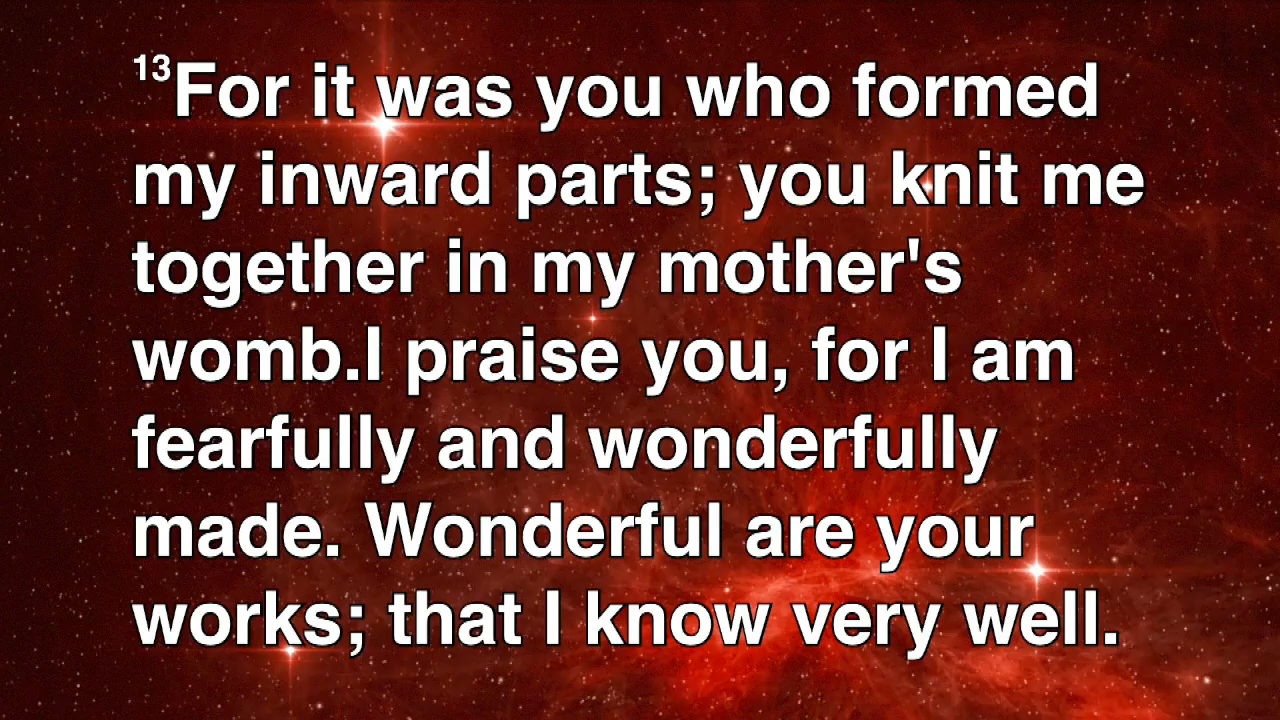 13For it was you who formed
my inward parts; you knit me
together in my mother's
womb.I praise you, for I am
fearfully and wonderfully
made. Wonderful are your
works; that I know very well.